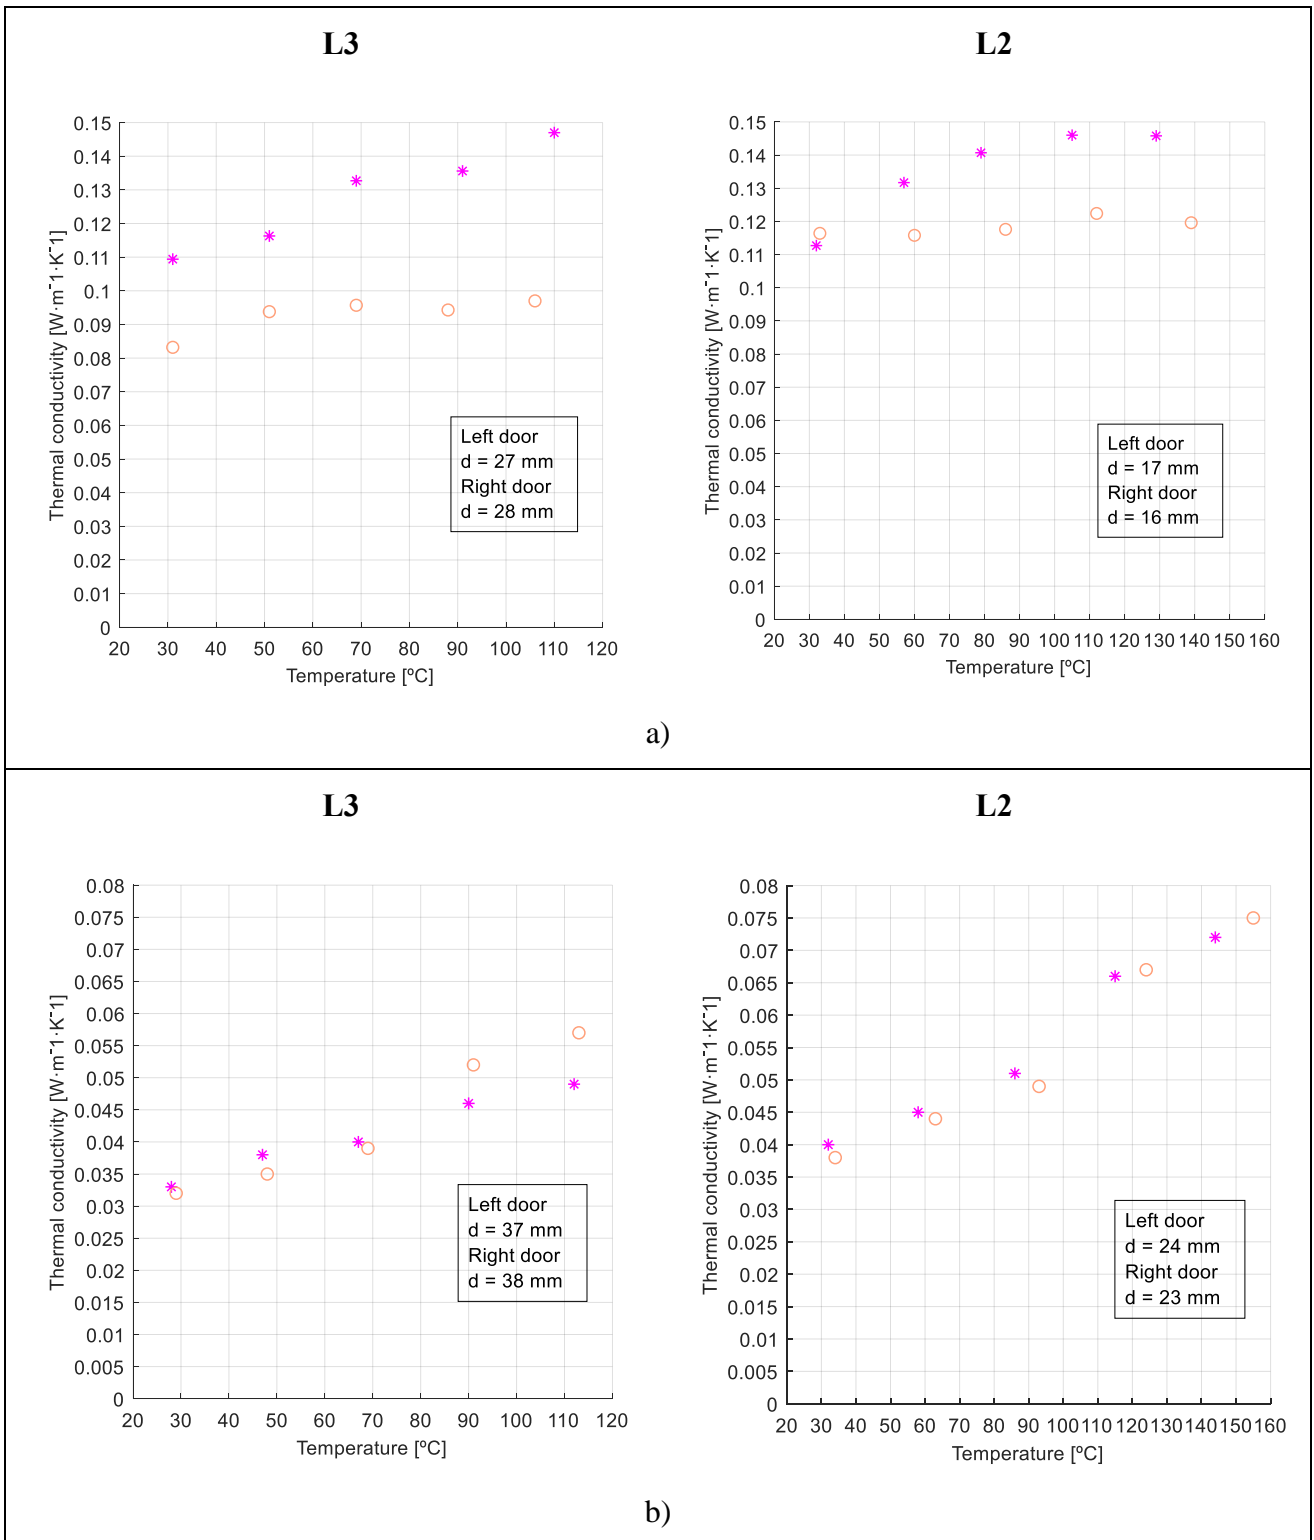 L3
L2
Thermal conductivity [W·m⁻1·K⁻1]
0.15
0.14
0.13
0.12
0.11
0.1
0.09
0.08
0.07
0.06
0.05
0.04
0.03
0.02
0.01
0
20 30 40 50 60 70 80 90 100 110 120
Temperature [ºC]
Left door
d = 27 mm
Right door
d = 28 mm
Thermal conductivity [W·m⁻1·K⁻1]
0.15
0.14
0.13
0.12
0.11
0.1
0.09
0.08
0.07
0.06
0.05
0.04
0.03
0.02
0.01
0
20 30 40 50 60 70 80 90 100 110 120 130 140 150 160
Temperature [ºC]
Left door
d = 17 mm
Right door
d = 16 mm
a)
L3
L2
Thermal conductivity [W·m⁻1·K⁻1]
0.08
0.075
0.07
0.065
0.06
0.055
0.05
0.045
0.04
0.035
0.03
0.025
0.02
0.015
0.01
0.005
0
20 30 40 50 60 70 80 90 100 110 120
Temperature [ºC]
Left door
d = 37 mm
Right door
d = 38 mm
Thermal conductivity [W·m⁻1·K⁻1]
0.08
0.075
0.07
0.065
0.06
0.055
0.05
0.045
0.04
0.035
0.03
0.025
0.02
0.015
0.01
0.005
0
20 30 40 50 60 70 80 90 100 110 120 130 140 150 160
Temperature [ºC]
Left door
d = 24 mm
Right door
d = 23 mm
b)